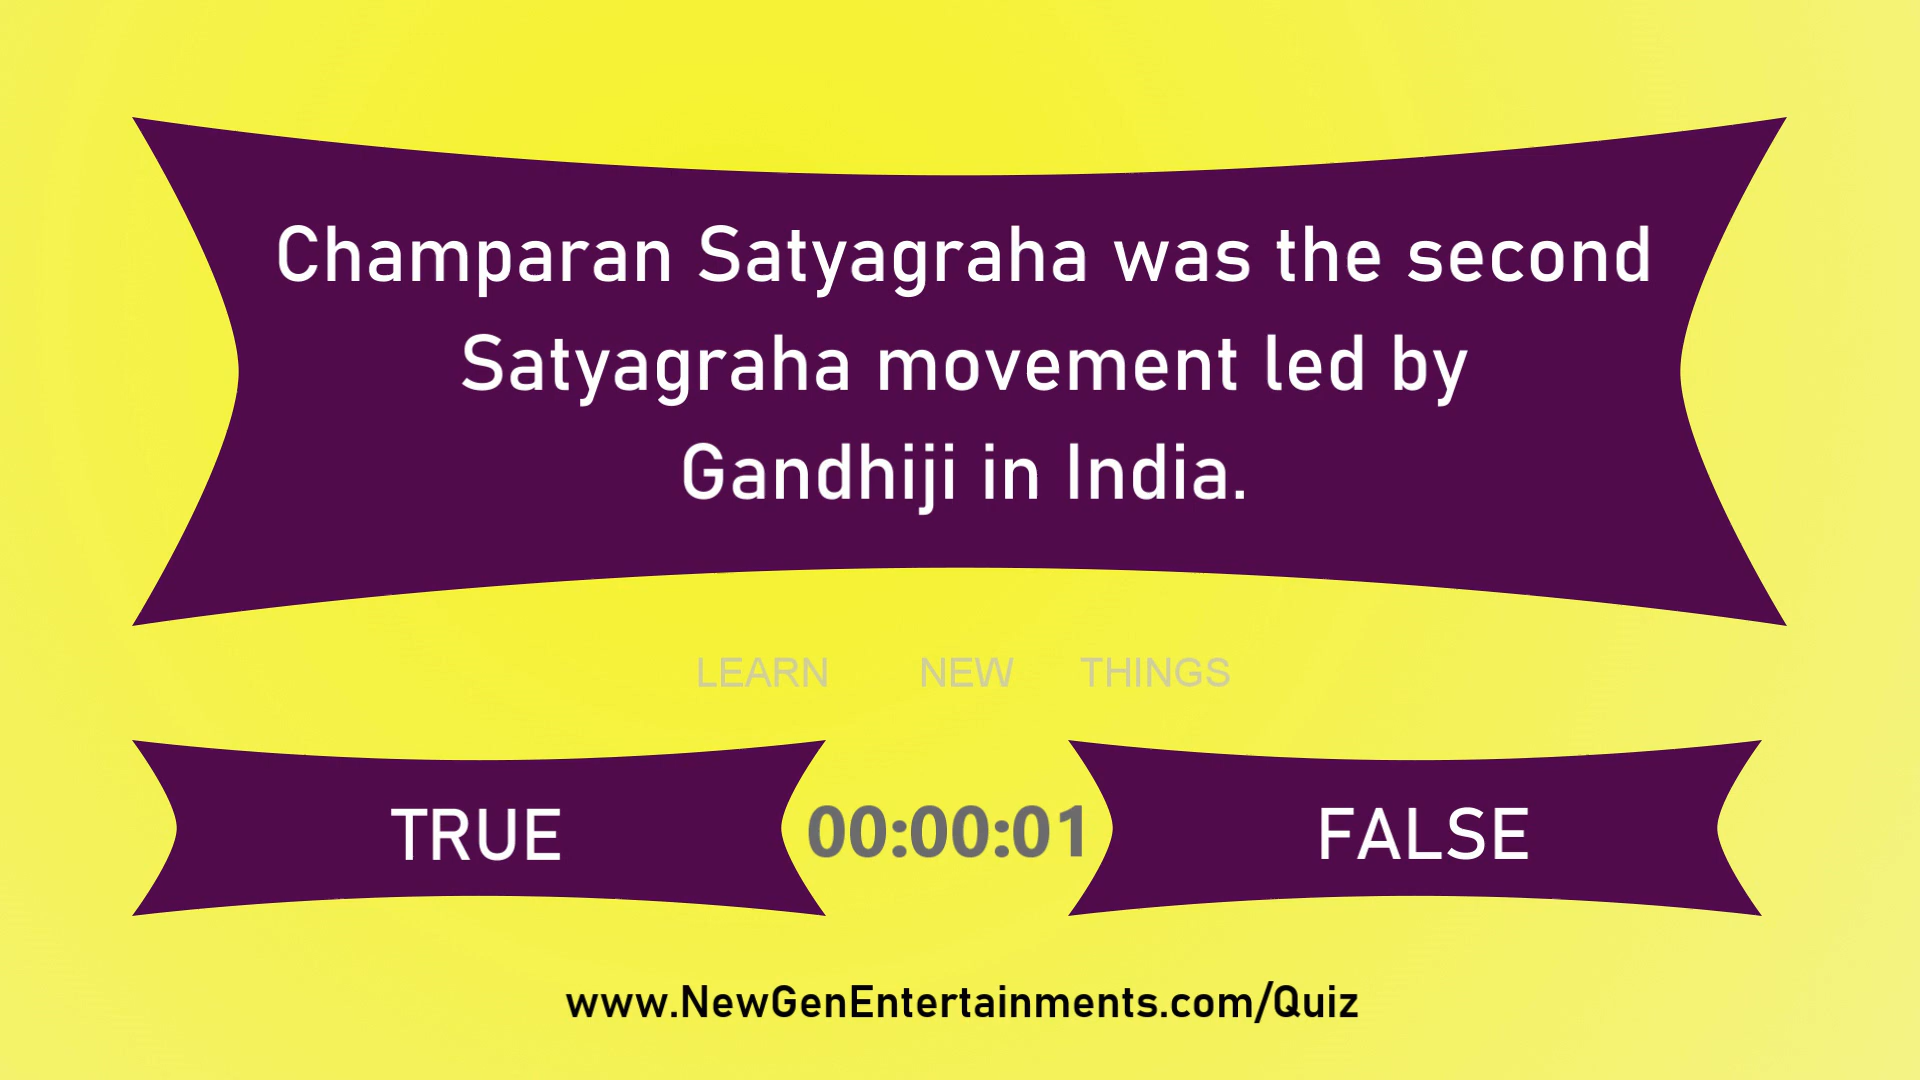 Champaran Satyagraha was the second
Satyagraha movement led by
Gandhiji in India.
LEARN NEW THINGS
TRUE 00:00:01 FALSE
www.NewGenEntertainments.com/Quiz